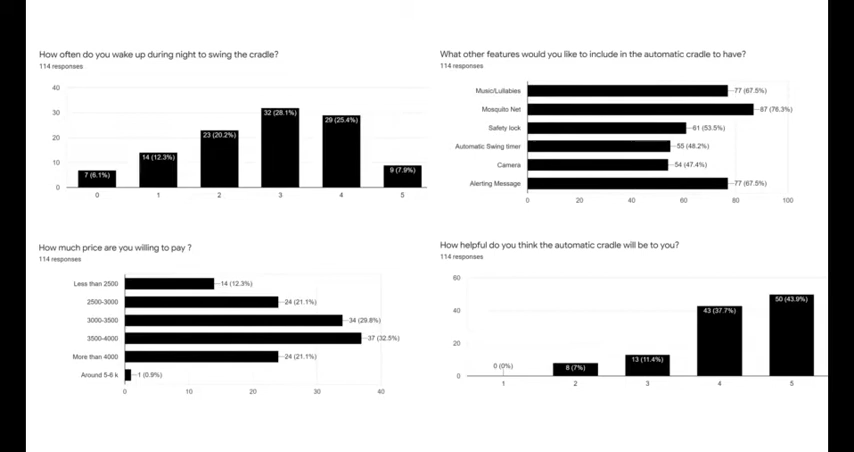 How often do you wake up during night to swing the cradle?
114 responses
40
30
20
10
0
7 (6.1%)
14 (12.3%)
23 (20.2%)
32 (28.1%)
29 (25.4%)
9 (7.9%)
0 1 2 3 4 5
What other features would you like to include in the automatic cradle to have?
114 responses
Music/Lullabies 77 (67.5%)
Mosquito Net 87 (76.3%)
Safety lock 61 (53.5%)
Automatic Swing timer 55 (48.2%)
Camera 54 (47.4%)
Alerting Message 77 (67.5%)
0 20 40 60 80 100
How much price are you willing to pay ?
114 responses
Less than 2500 14 (12.3%)
2500-3000 24 (21.1%)
3000-3500 34 (29.8%)
3500-4000 37 (32.5%)
More than 4000 24 (21.1%)
Around 5-6 k 1 (0.9%)
0 10 20 30 40
How helpful do you think the automatic cradle will be to you?
114 responses
60
40
20
0
0 (0%)
8 (7%)
13 (11.4%)
43 (37.7%)
50 (43.9%)
1 2 3 4 5